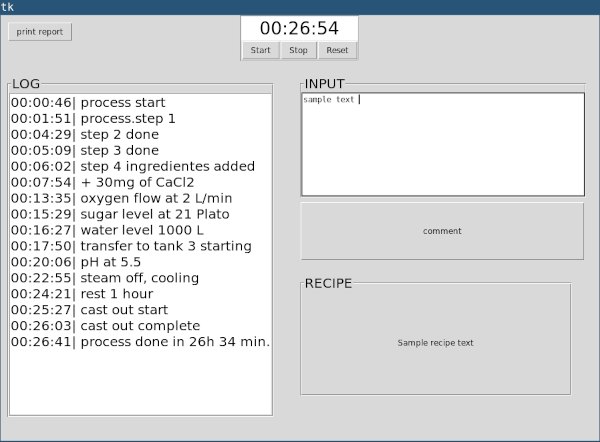 tk
print report
00:26:54
Start Stop Reset
LOG
00:00:46| process start
00:01:51| process.step 1
00:04:29| step 2 done
00:05:09| step 3 done
00:06:02| step 4 ingredientes added
00:07:54| + 30mg of CaCl2
00:13:35| oxygen flow at 2 L/min
00:15:29| sugar level at 21 Plato
00:16:27| water level 1000 L
00:17:50| transfer to tank 3 starting
00:20:06| pH at 5.5
00:22:55| steam off, cooling
00:24:21| rest 1 hour
00:25:27| cast out start
00:26:03| cast out complete
00:26:41| process done in 26h 34 min.
INPUT
sample text
comment
RECIPE
Sample recipe text